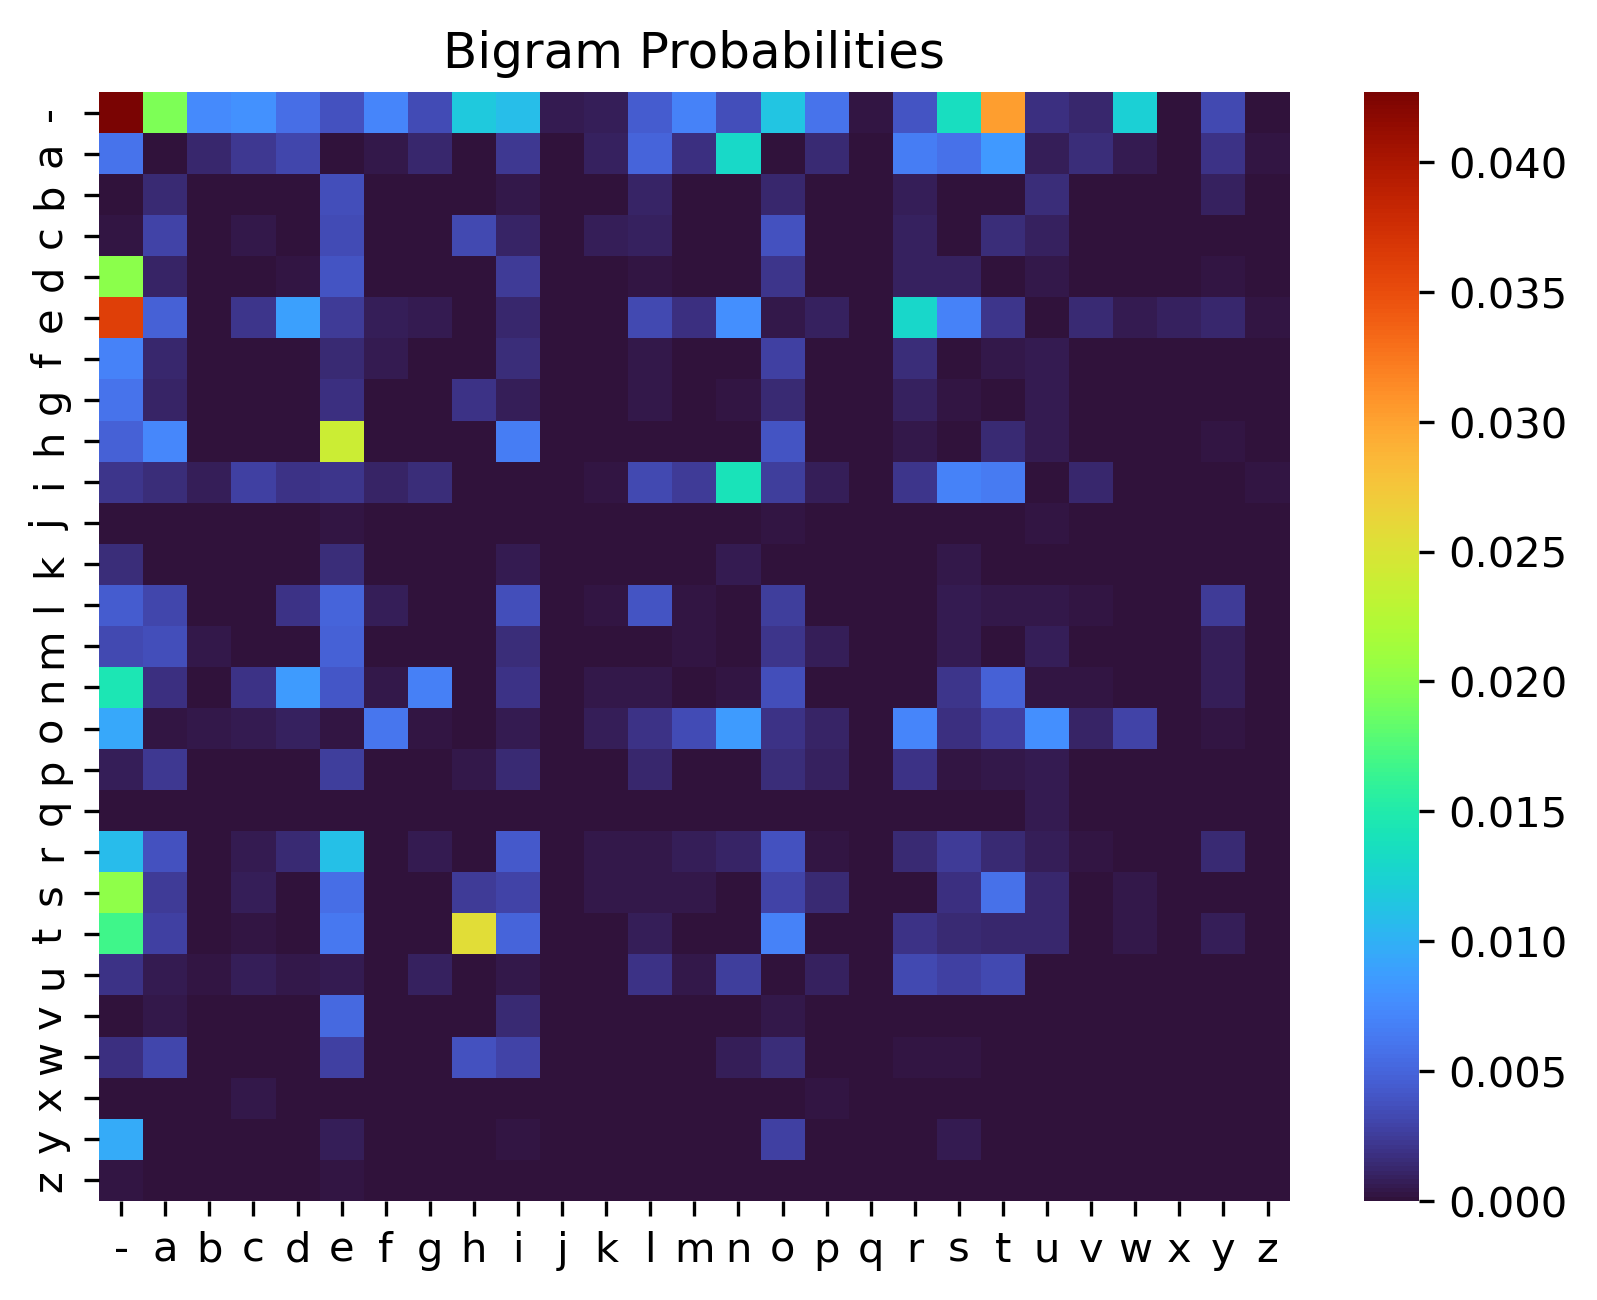 Bigram Probabilities
-
a
b
c
d
e
f
g
h
i
j
k
l
m
n
o
p
q
r
s
t
u
v
w
x
y
z
- a b c d e f g h i j k l m n o p q r s t u v w x y z
0.040
0.035
0.030
0.025
0.020
0.015
0.010
0.005
0.000